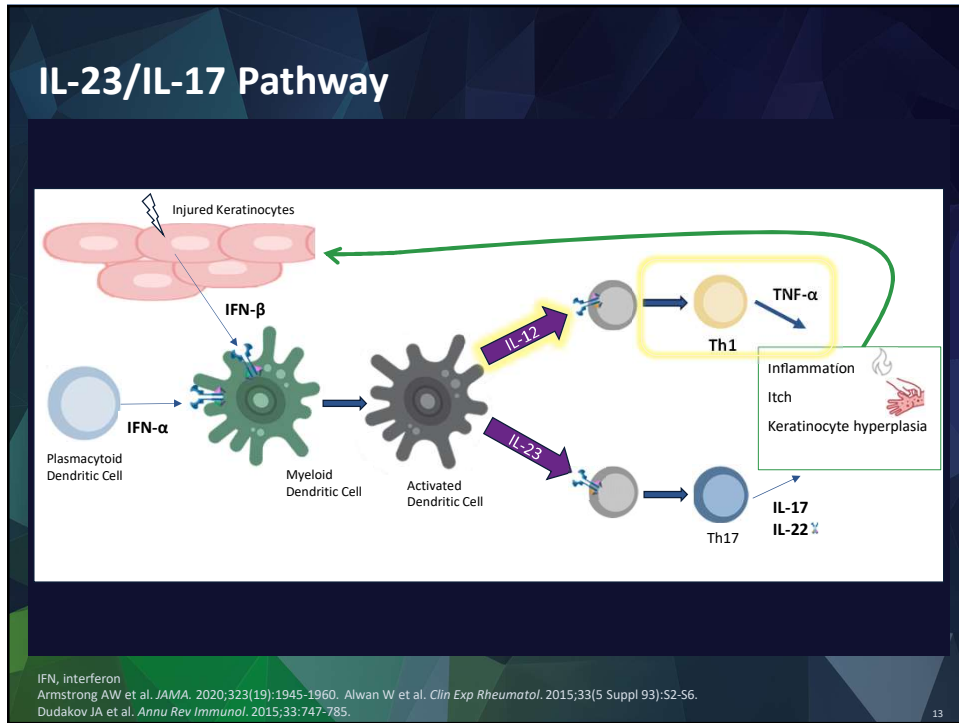 IL-23/IL-17 Pathway
Injured Keratinocytes
IFN-β
IFN-α
Plasmacytoid
Dendritic Cell
Myeloid
Dendritic Cell
Activated
Dendritic Cell
IL-12
IL-23
Th1
TNF-α
Inflammation
Itch
Keratinocyte hyperplasia
Th17
IL-17
IL-22
IFN, interferon
Armstrong AW et al. JAMA. 2020;323(19):1945-1960. Alwan W et al. Clin Exp Rheumatol. 2015;33(5 Suppl 93):S2-S6.
Dudakov JA et al. Annu Rev Immunol. 2015;33:747-785.
13